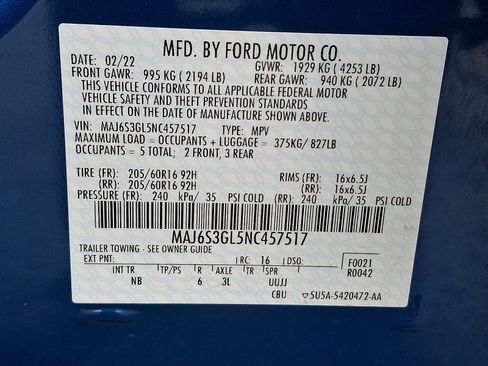 MFD. BY FORD MOTOR CO.
DATE: 02/22 GVWR: 1929 KG ( 4253 LB)
FRONT GAWR: 995 KG ( 2194 LB) REAR GAWR: 940 KG ( 2072 LB)
THIS VEHICLE CONFORMS TO ALL APPLICABLE FEDERAL MOTOR
VEHICLE SAFETY AND THEFT PREVENTION STANDARDS
IN EFFECT ON THE DATE OF MANUFACTURE SHOWN ABOVE.
VIN: MAJ6S3GL5NC457517 TYPE: MPV
MAXIMUM LOAD = OCCUPANTS + LUGGAGE = 375KG/ 827LB
OCCUPANTS = 5 TOTAL; 2 FRONT, 3 REAR
TIRE (FR): 205/60R16 92H RIMS (FR): 16x6.5J
(RR): 205/60R16 92H (RR): 16x6.5J
PRESSURE (FR): 240 kPa/ 35 PSI COLD (RR): 240 kPa/ 35 PSI COLD
MAJ6S3GL5NC457517
TRAILER TOWING - SEE OWNER GUIDE
EXT PNT: RC: 16 DSO: F0021
R0042
INT TR TP/PS R AXLE TR SPR
NB 6 3L UUJJ
CBU ▽5U5A-5420472-AA